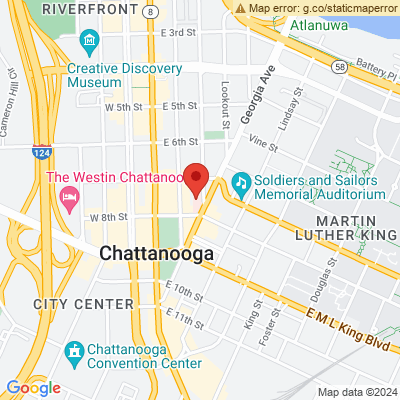 RIVERFRONT
8
E 3rd St
Map error: g.co/staticmaperror
Atlanuwa
Cameron Hill Cir
Creative Discovery
Museum
58
Battery Pl
W 5th St
E 5th St
Lookout St
Georgia Ave
Lindsay St
E 6th St
Vine St
124
The Westin Chattanoo
Soldiers and Sailors
Memorial Auditorium
W 8th St
MARTIN
LUTHER KING
Chattanooga
Douglas St
CITY CENTER
E 10th St
E 11th St
King St
Foster St
E M L King Blvd
Chattanooga
Convention Center
Google
Map data ©2024